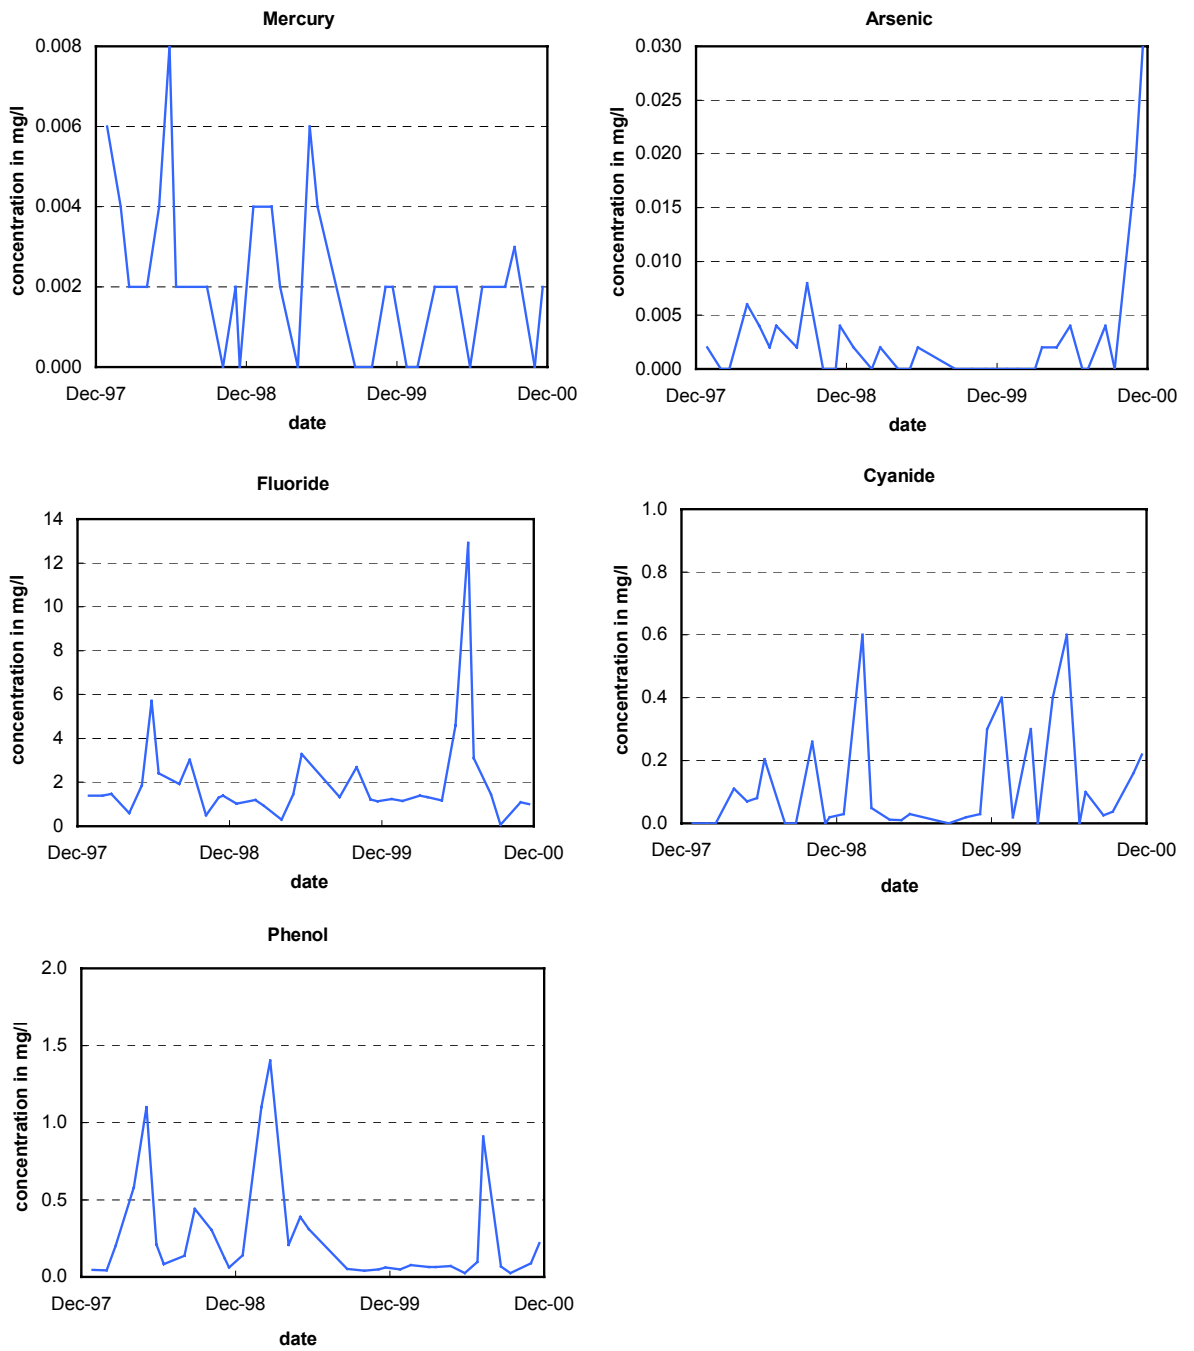 Mercury
concentration in mg/l
0.008
0.006
0.004
0.002
0.000
Dec-97 Dec-98 Dec-99 Dec-00
date
Arsenic
concentration in mg/l
0.030
0.025
0.020
0.015
0.010
0.005
0.000
Dec-97 Dec-98 Dec-99 Dec-00
date
Fluoride
concentration in mg/l
14
12
10
8
6
4
2
0
Dec-97 Dec-98 Dec-99 Dec-00
date
Cyanide
concentration in mg/l
1.0
0.8
0.6
0.4
0.2
0.0
Dec-97 Dec-98 Dec-99 Dec-00
date
Phenol
concentration in mg/l
2.0
1.5
1.0
0.5
0.0
Dec-97 Dec-98 Dec-99 Dec-00
date